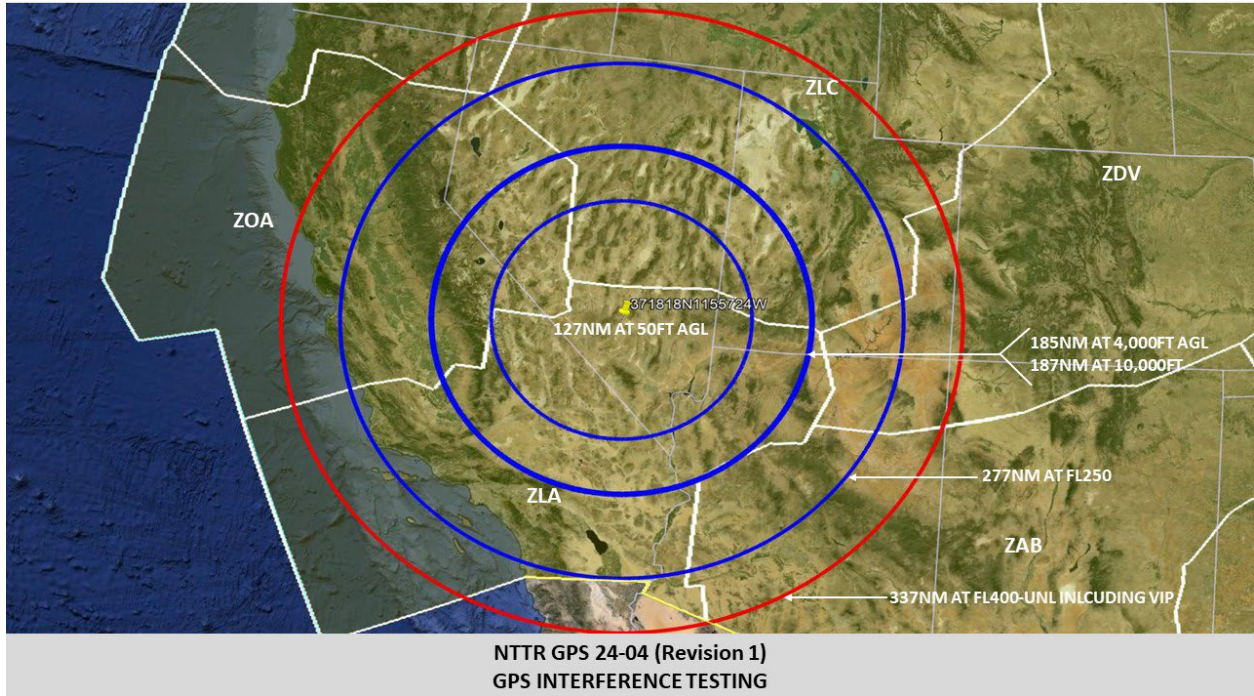 ZLC
ZDV
ZOA
371818N1155724W
127NM AT 50FT AGL
185NM AT 4,000FT AGL
187NM AT 10,000FT
277NM AT FL250
ZLA
ZAB
337NM AT FL400-UNL INLCUDING VIP
NTTR GPS 24-04 (Revision 1)
GPS INTERFERENCE TESTING